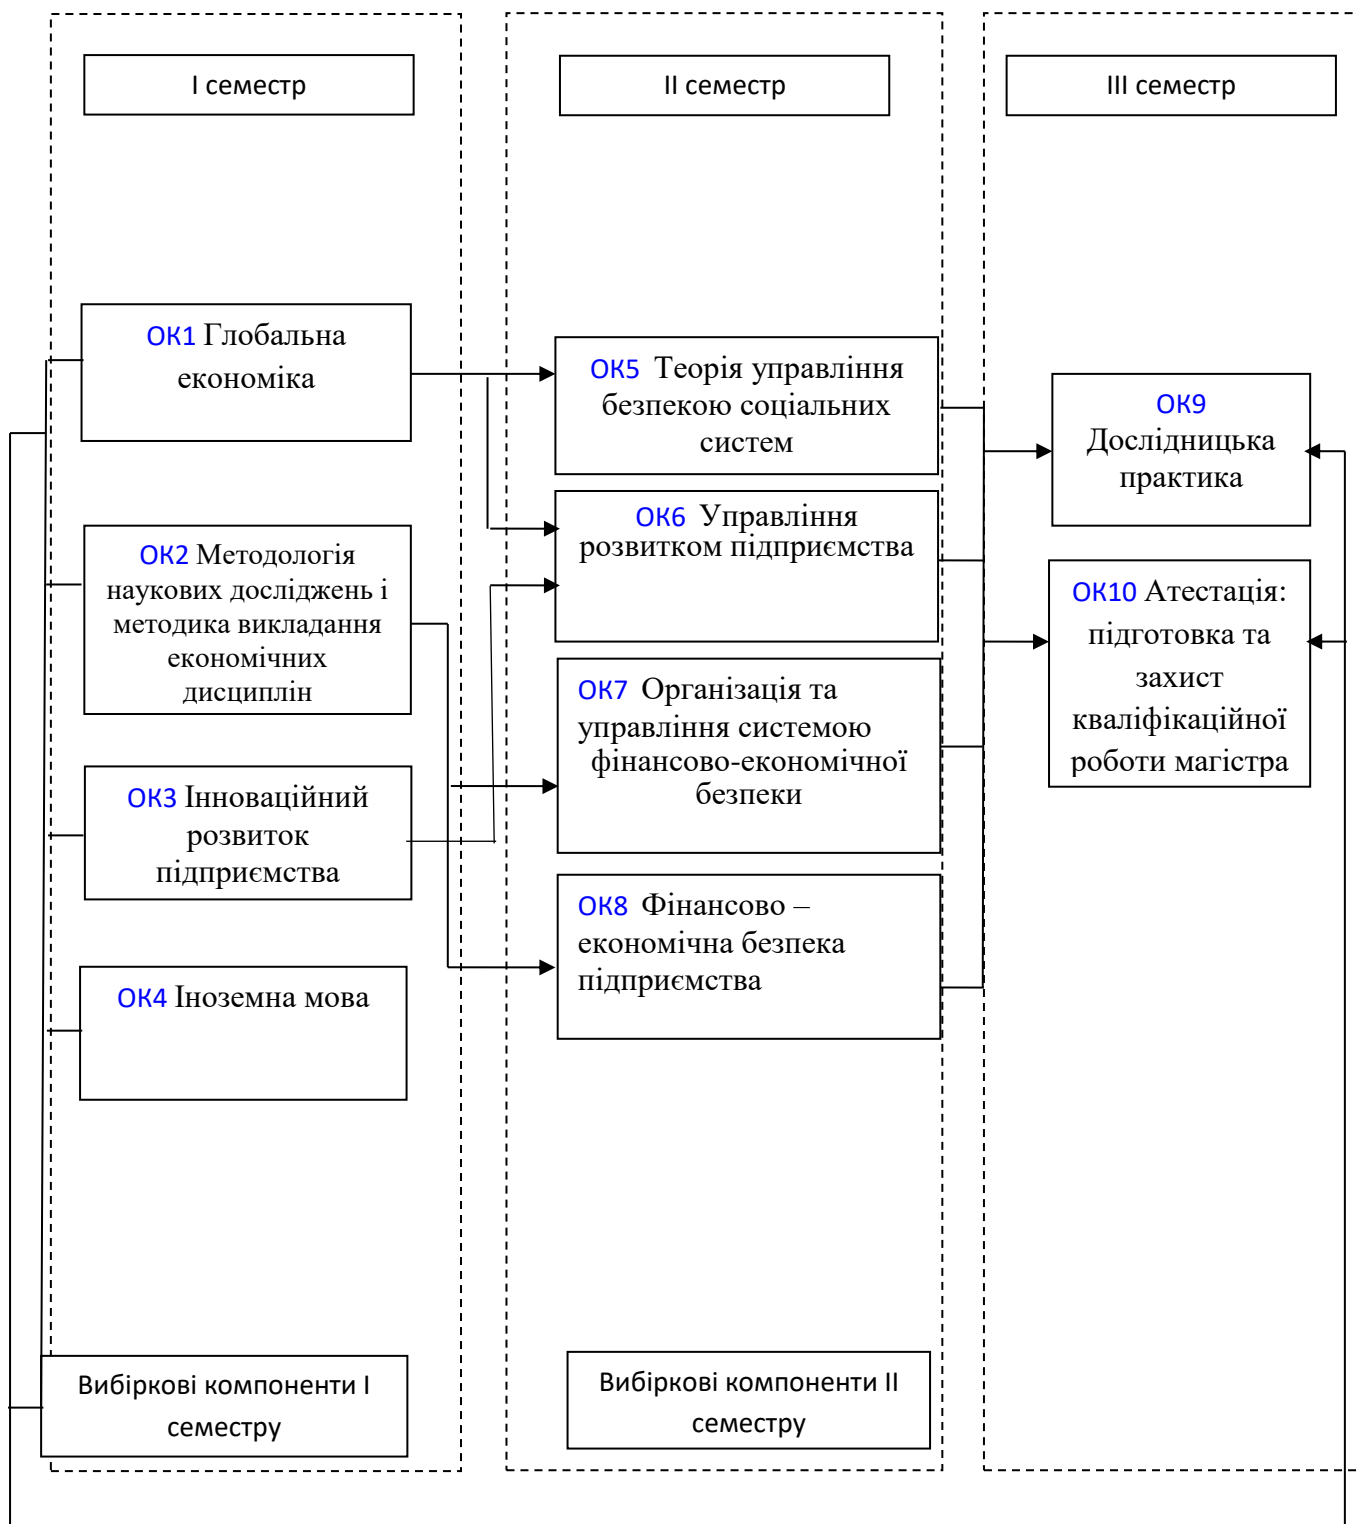 І семестр
ІІ семестр
ІІІ семестр
ОК1 Глобальна
економіка
ОК2 Методологія
наукових досліджень і
методика викладання
економічних
дисциплін
ОК3 Інноваційний
розвиток
підприємства
ОК4 Іноземна мова
Вибіркові компоненти І
семестру
ОК5 Теорія управління
безпекою соціальних
систем
ОК6 Управління
розвитком підприємства
ОК7 Організація та
управління системою
фінансово-економічної
безпеки
ОК8 Фінансово –
економічна безпека
підприємства
Вибіркові компоненти ІІ
семестру
ОК9
Дослідницька
практика
ОК10 Атестація:
підготовка та
захист
кваліфікаційної
роботи магістра